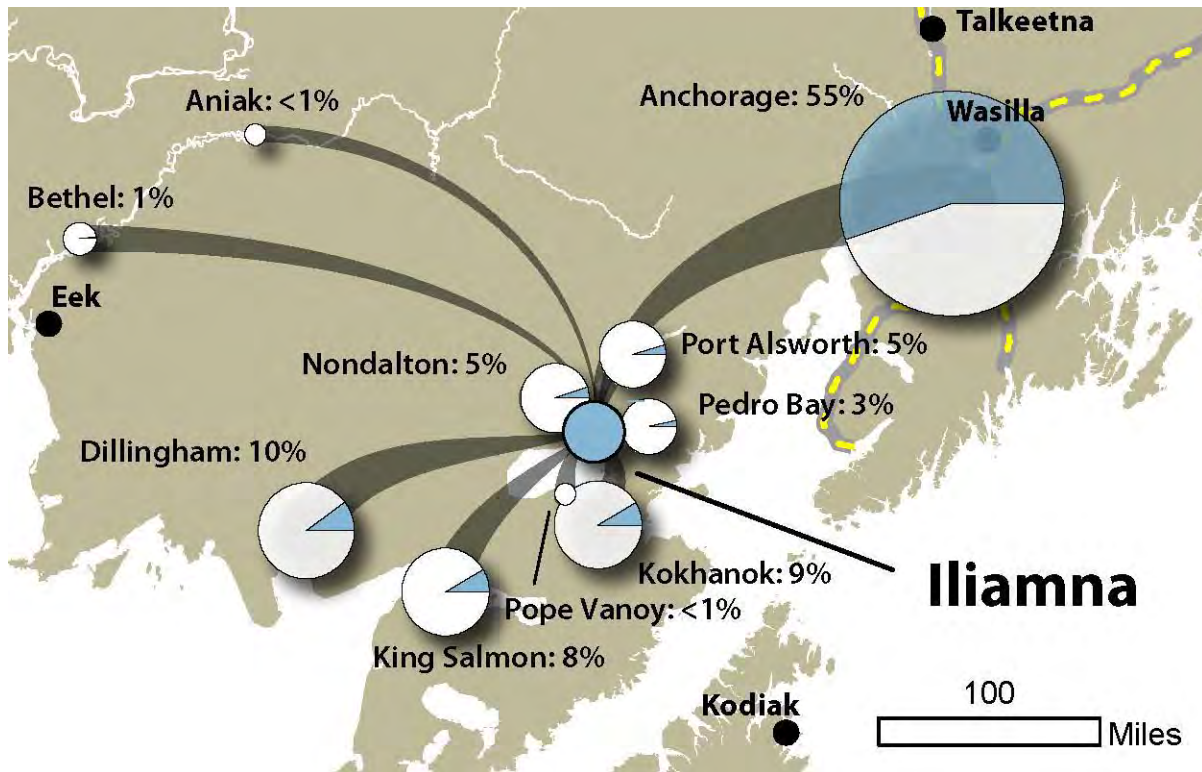 Talkeetna
Aniak: <1%
Anchorage: 55%
Wasilla
Bethel: 1%
Eek
Nondalton: 5%
Port Alsworth: 5%
Pedro Bay: 3%
Dillingham: 10%
Kokhanok: 9%
Iliamna
Pope Vanoy: <1%
King Salmon: 8%
Kodiak
100
Miles